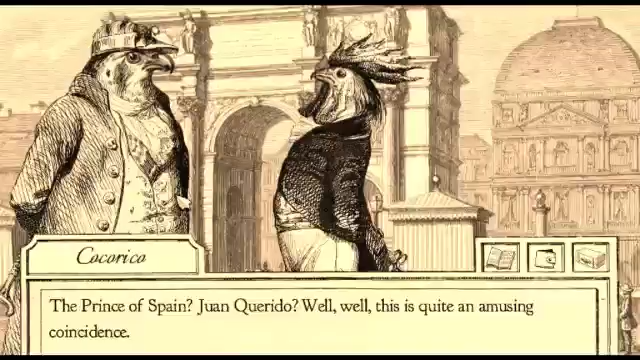 Cocorico
The Prince of Spain? Juan Querido? Well, well, this is quite an amusing
coincidence.